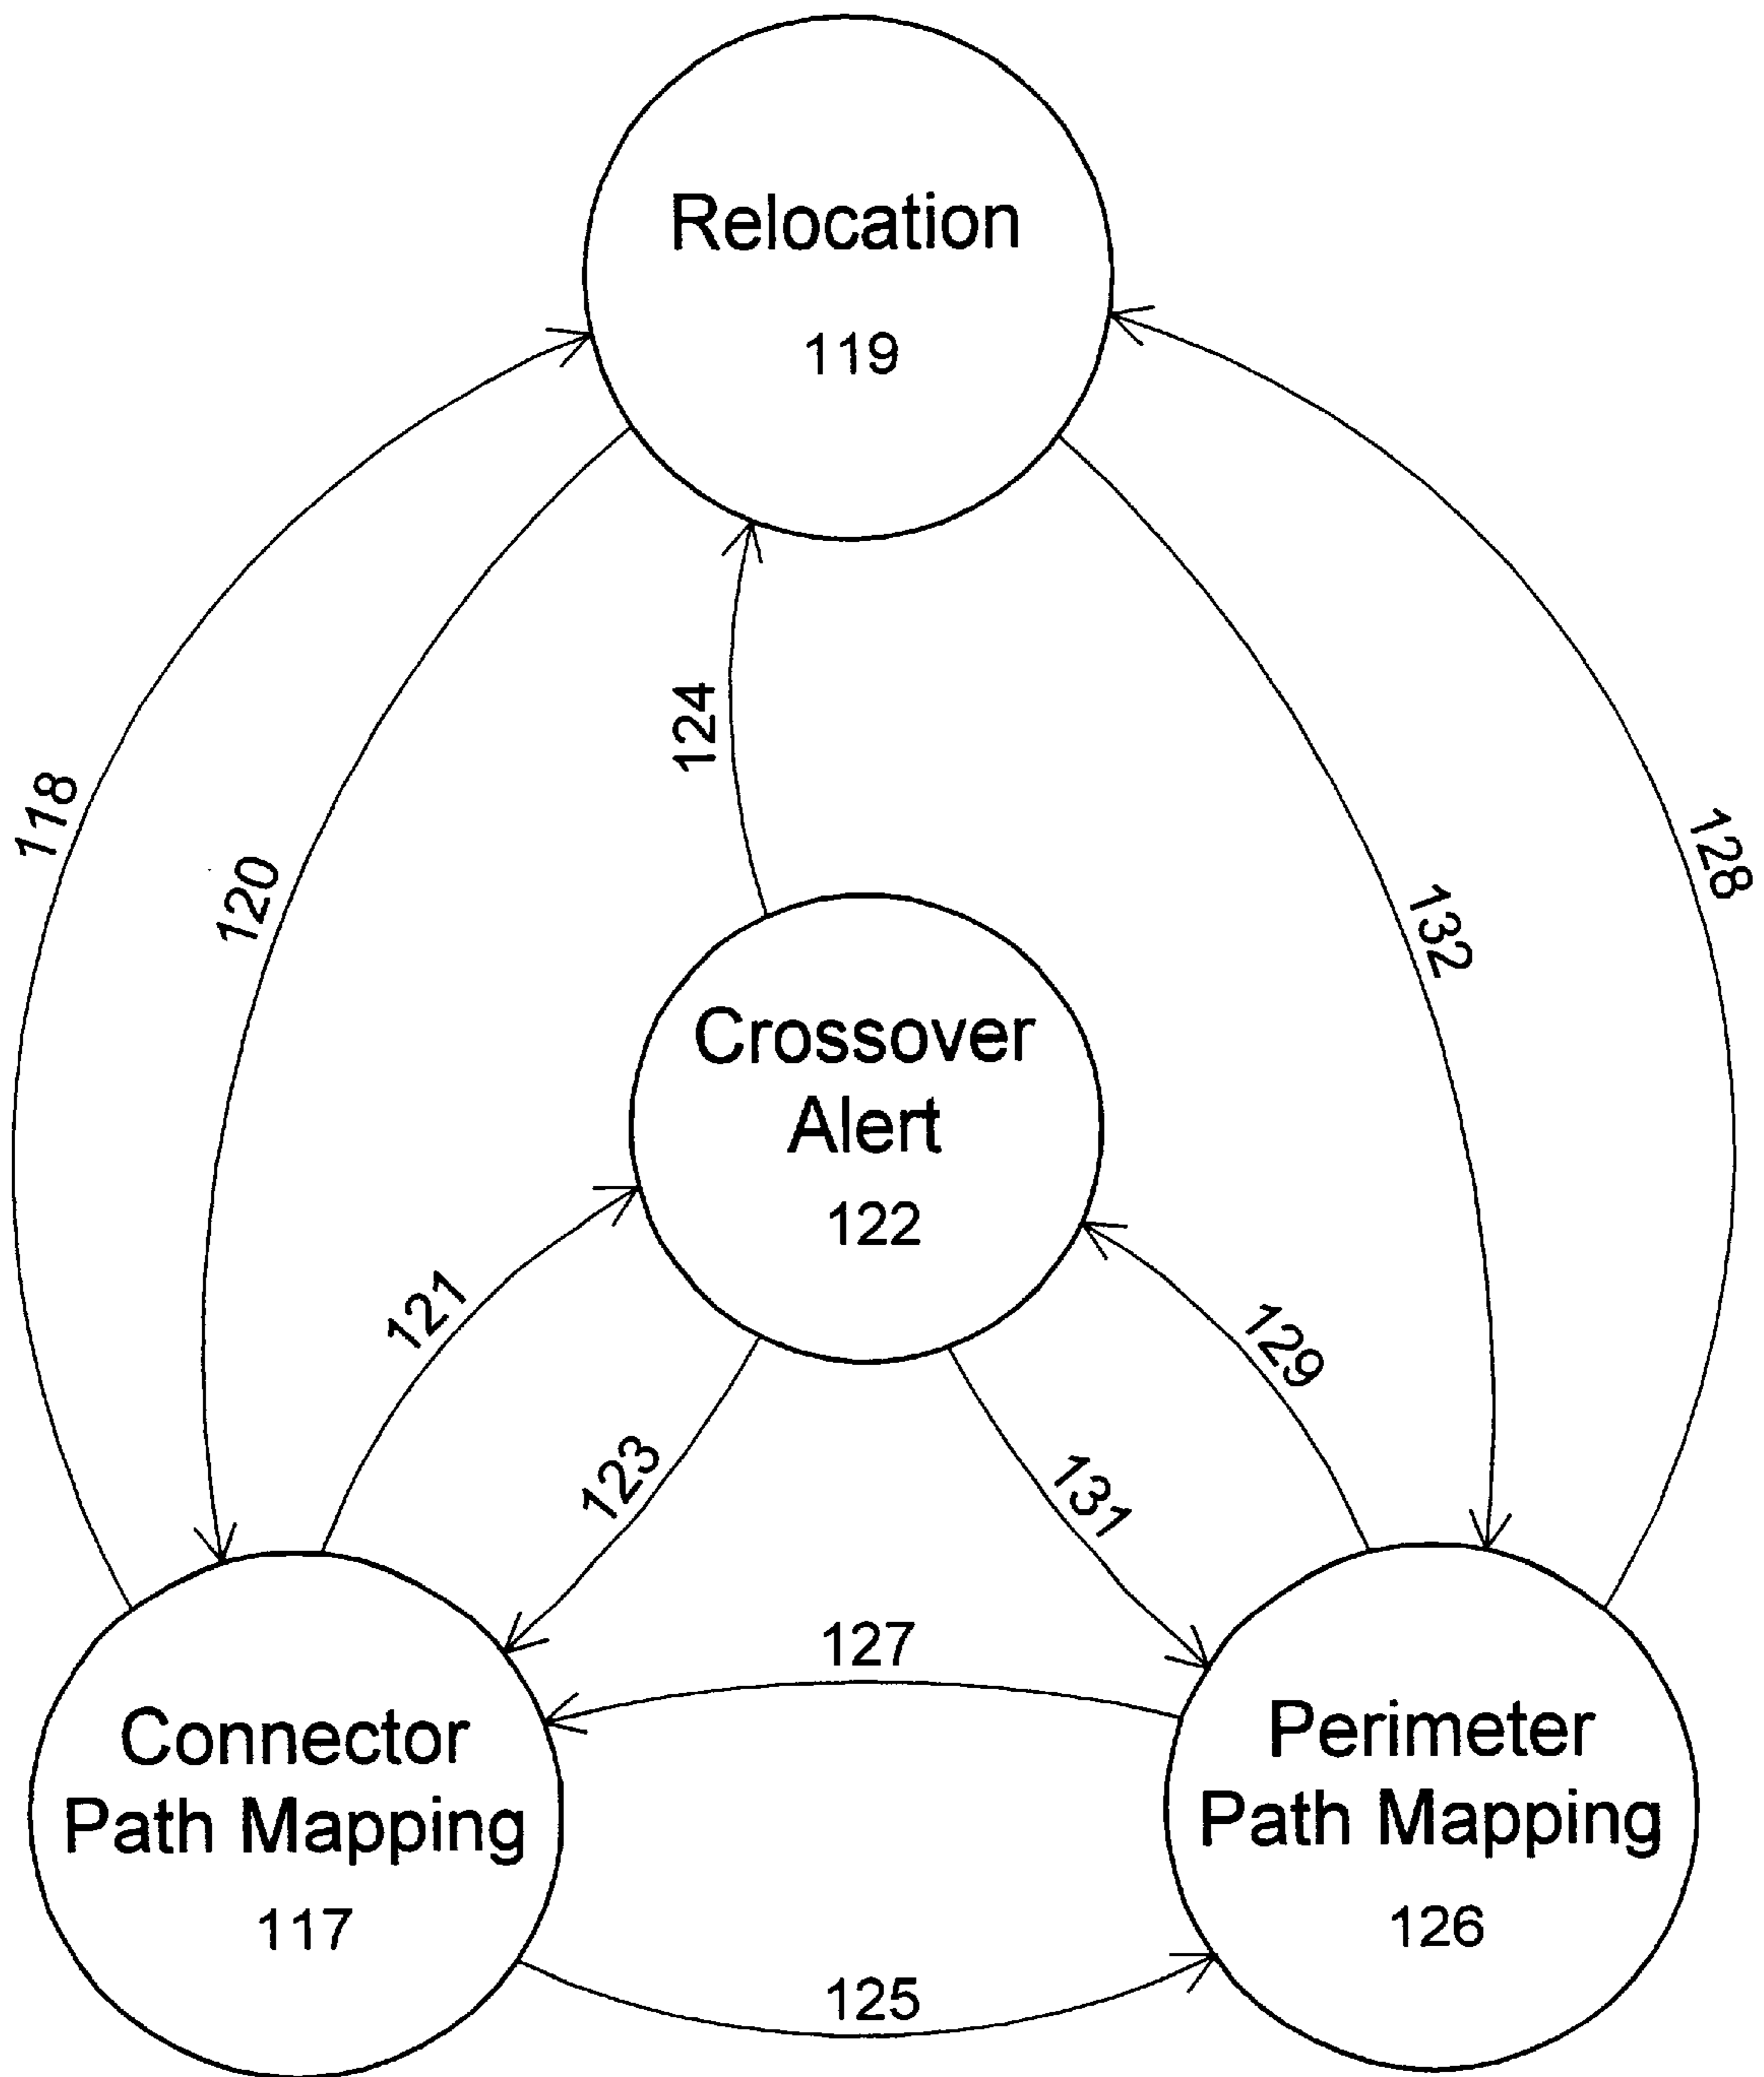 Relocation
119
124
118
120
132
128
Crossover
Alert
122
121
129
123
131
127
Connector
Path Mapping
117
Perimeter
Path Mapping
126
125